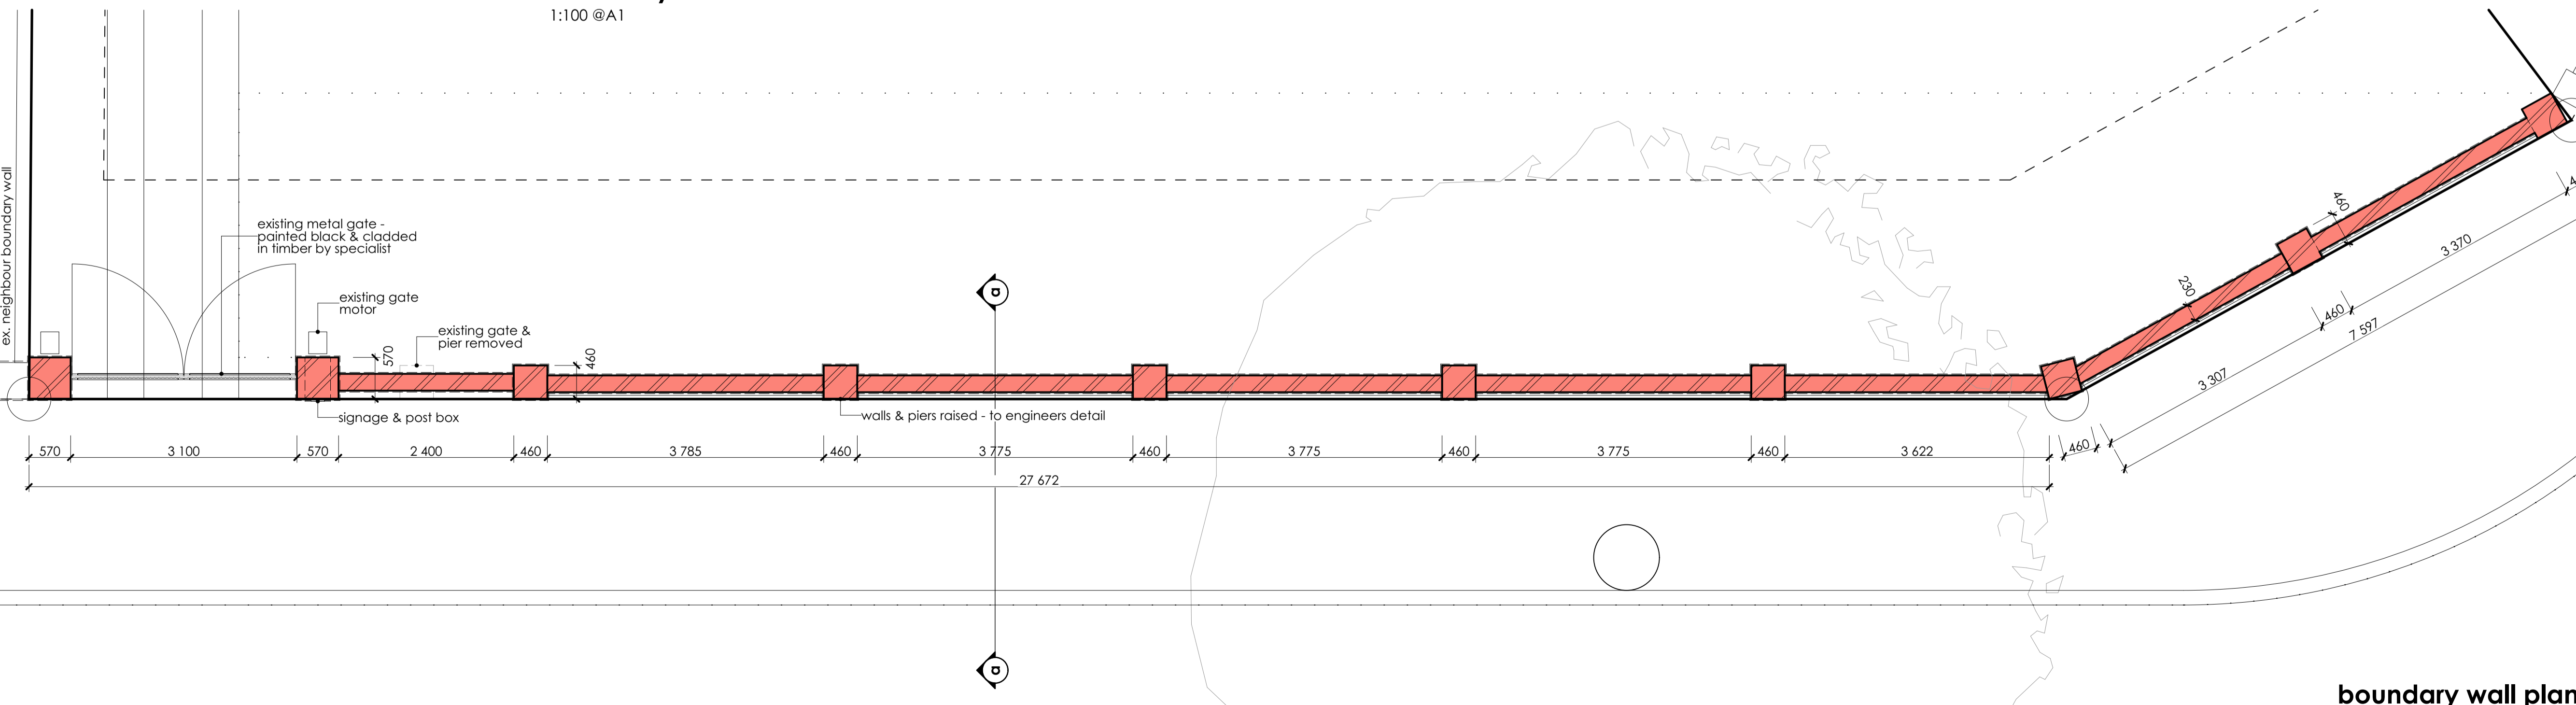 1:100 @A1
ex. neighbour boundary wall
existing metal gate -
painted black & cladded
in timber by specialist
existing gate
motor
existing gate &
pier removed
570
460
signage & post box
walls & piers raised - to engineers detail
a
a
570
3 100
570
2 400
460
3 785
460
3 775
460
3 775
460
3 775
460
3 622
27 672
460
230
460
3 370
460
7 597
3 307
460
boundary wall plan